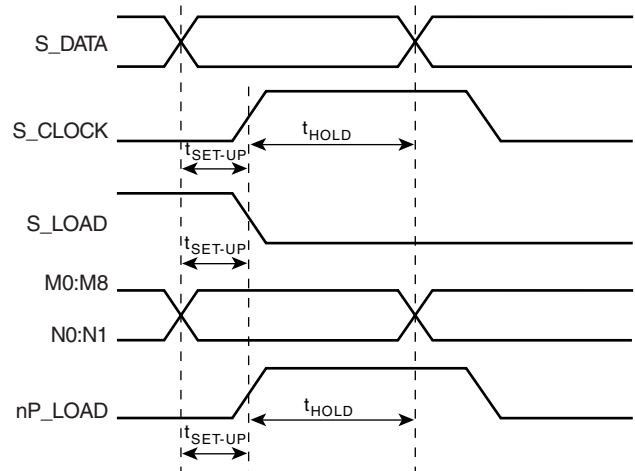 S_DATA
S_CLOCK
tHOLD
tSET-UP
S_LOAD
tSET-UP
M0:M8
N0:N1
nP_LOAD
tHOLD
tSET-UP